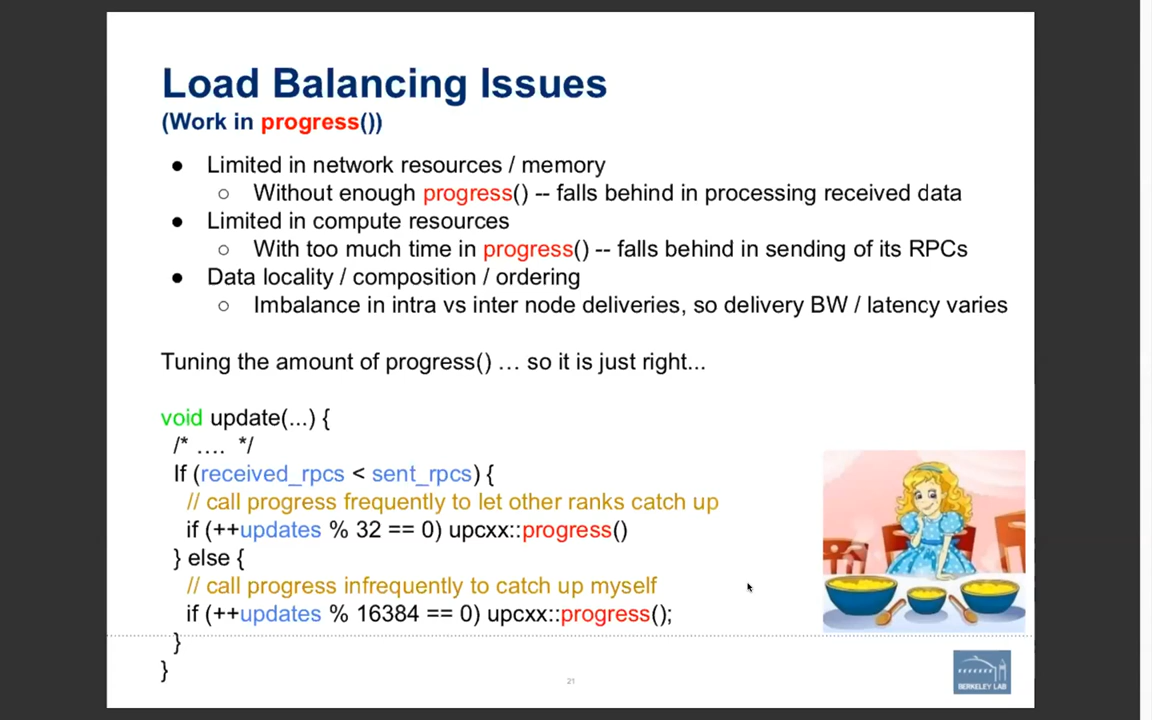 Load Balancing Issues
(Work in progress())
● Limited in network resources / memory
○ Without enough progress() -- falls behind in processing received data
● Limited in compute resources
○ With too much time in progress() -- falls behind in sending of its RPCs
● Data locality / composition / ordering
○ Imbalance in intra vs inter node deliveries, so delivery BW / latency varies
Tuning the amount of progress() … so it is just right...
void update(...) {
/* …. */
If (received_rpcs < sent_rpcs) {
// call progress frequently to let other ranks catch up
if (++updates % 32 == 0) upcxx::progress()
} else {
// call progress infrequently to catch up myself
if (++updates % 16384 == 0) upcxx::progress();
}
}
21
BERKELEY LAB